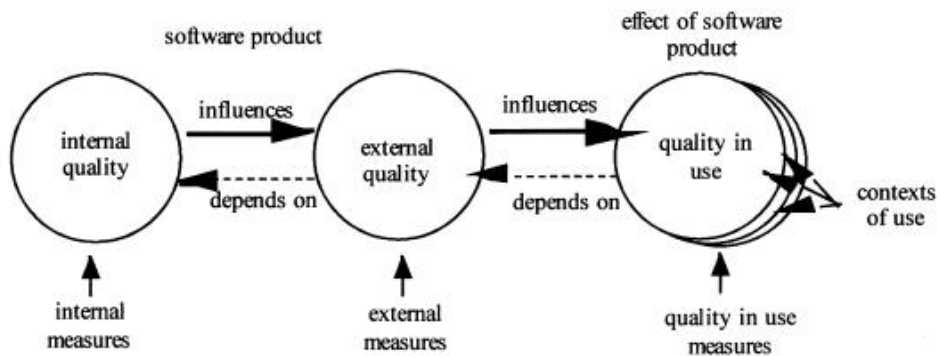 software product
effect of software
product
influences
influences
internal
quality
external
quality
quality in
use
depends on
depends on
contexts
of use
internal
measures
external
measures
quality in use
measures